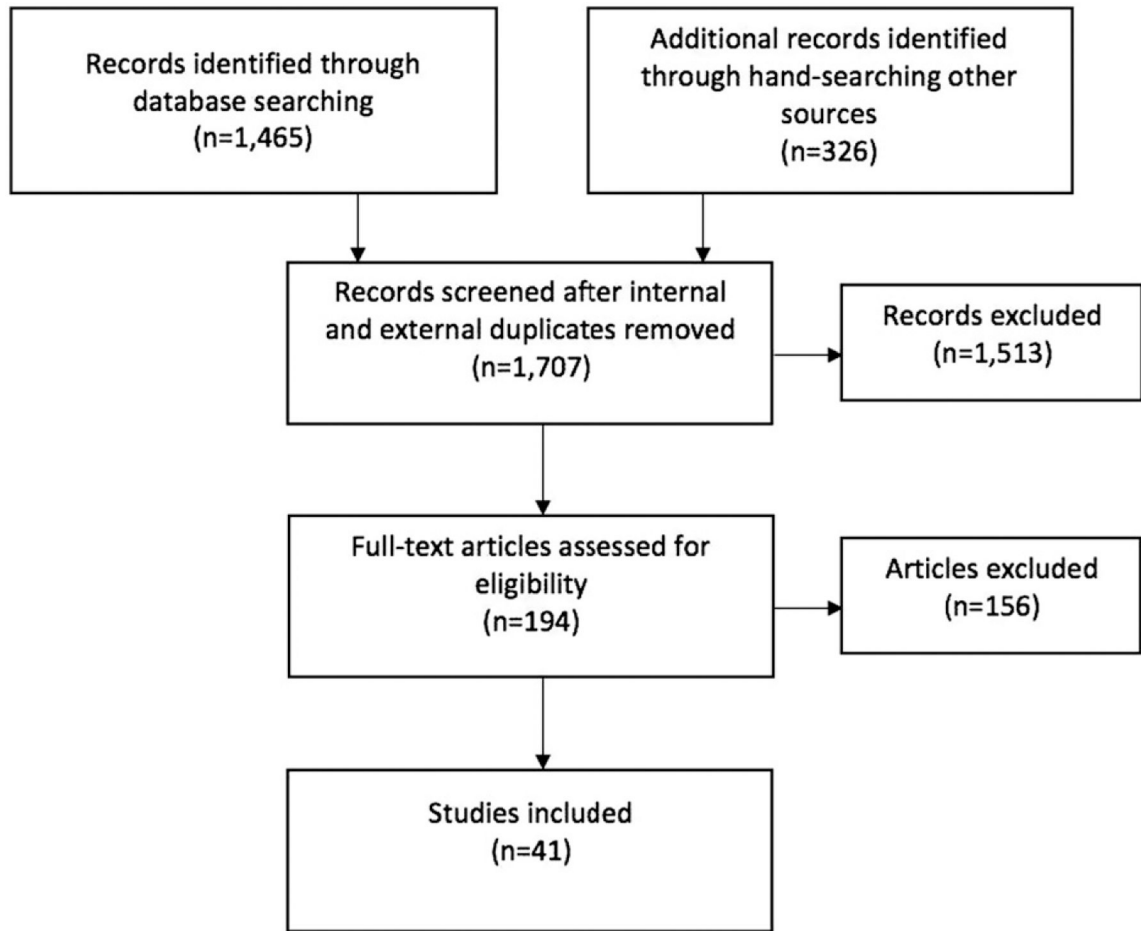 Records identified through
database searching
(n=1,465)
Additional records identified
through hand-searching other
sources
(n=326)
Records screened after internal
and external duplicates removed
(n=1,707)
Records excluded
(n=1,513)
Full-text articles assessed for
eligibility
(n=194)
Articles excluded
(n=156)
Studies included
(n=41)